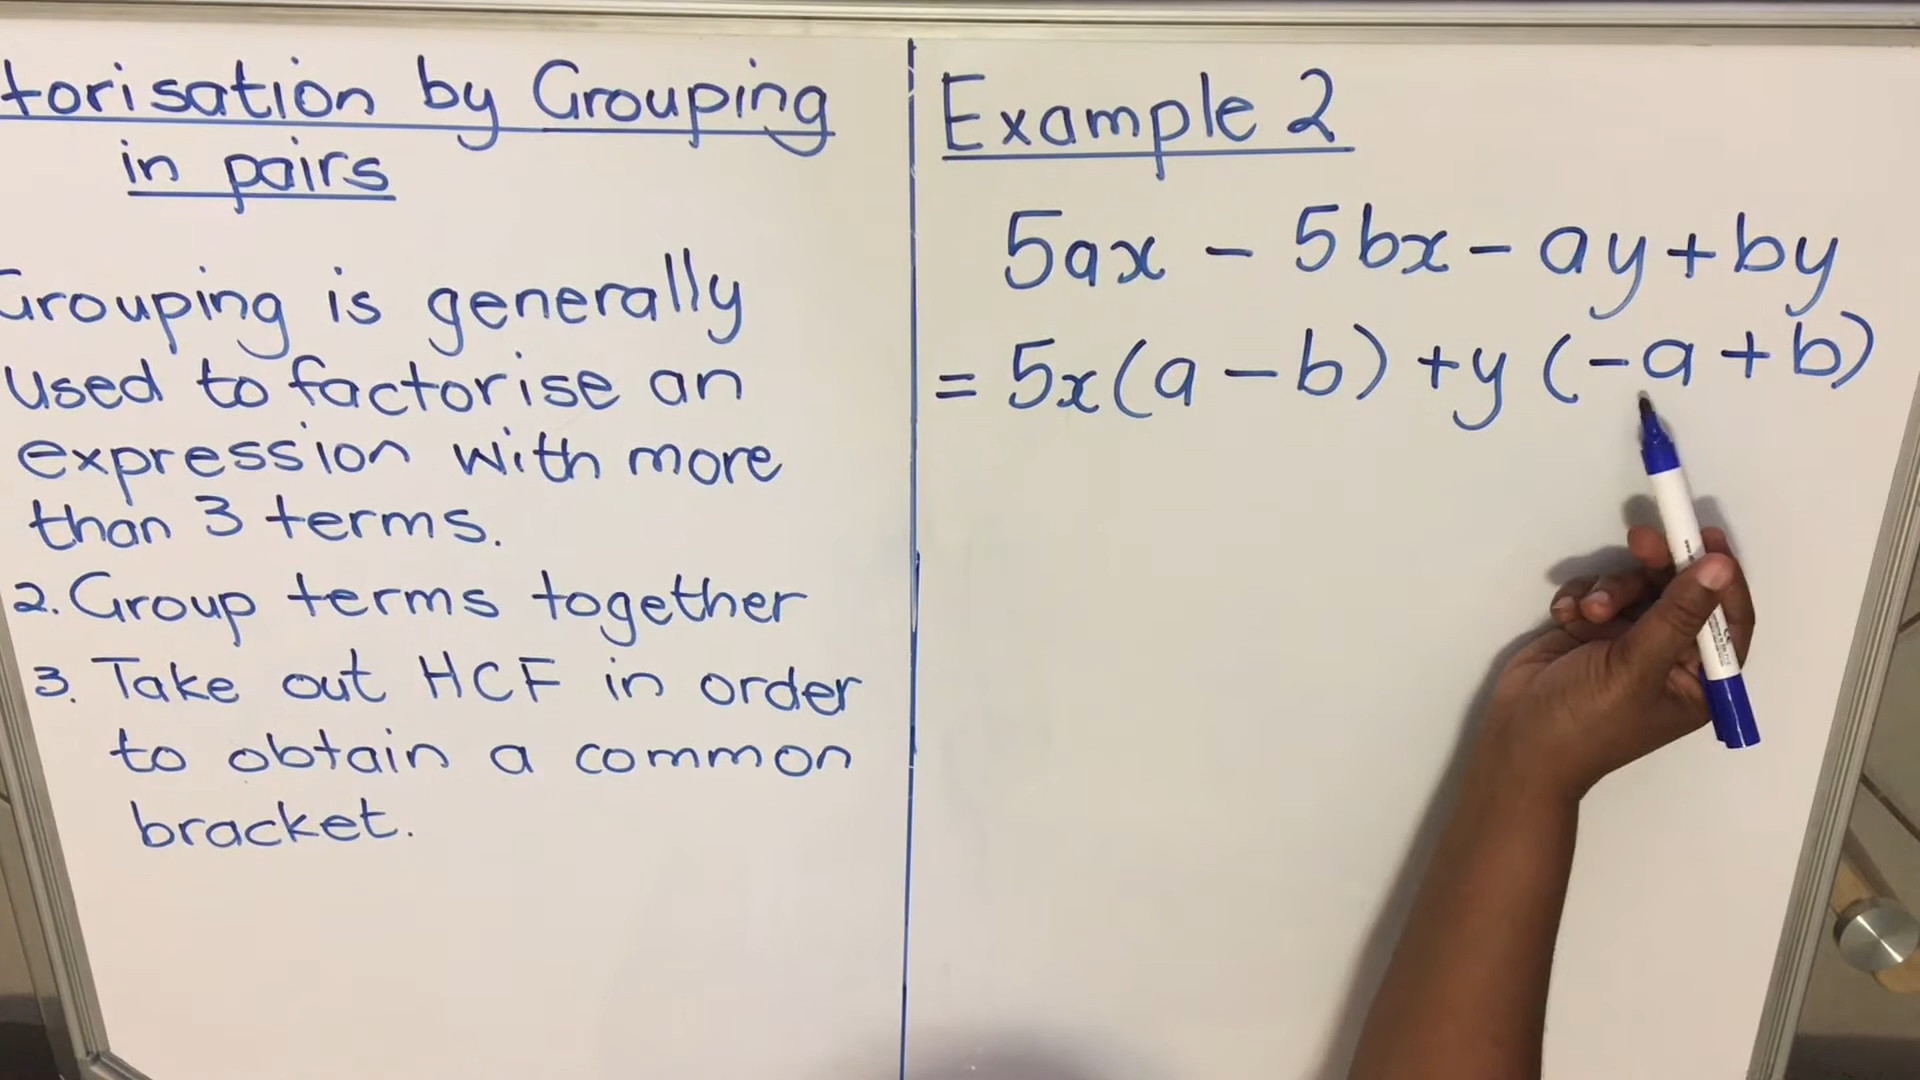 torisation by Grouping
in pairs
Grouping is generally
used to factorise an
expression with more
than 3 terms.
2. Group terms together
3. Take out HCF in order
to obtain a common
bracket.
Example 2
5ax - 5bx - ay + by
= 5x(a - b) + y (-a + b)